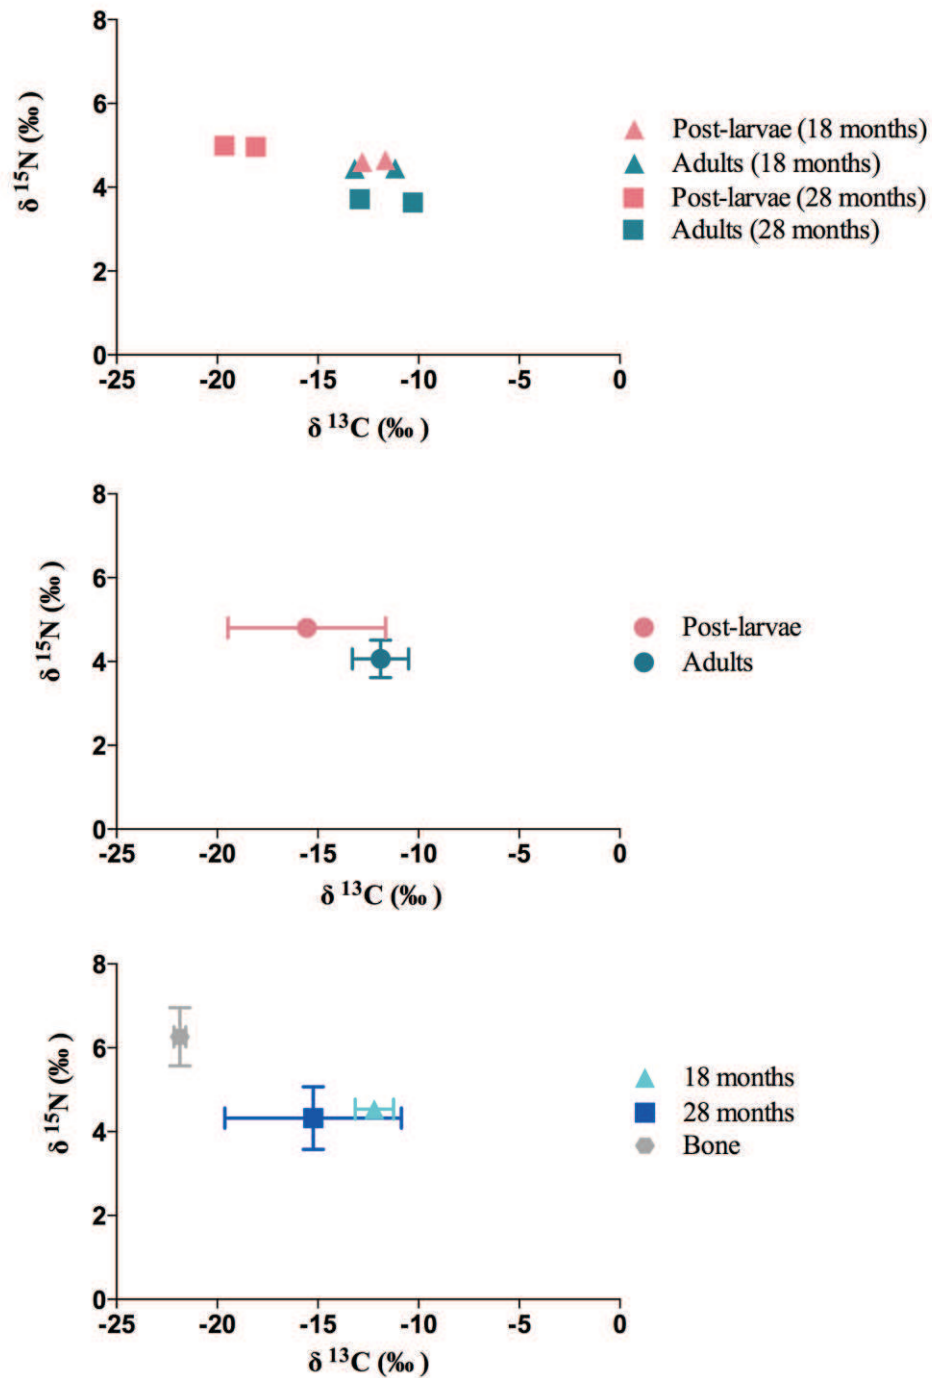 8
6
4
2
0
δ ¹⁵N (‰)
-25 -20 -15 -10 -5 0
δ ¹³C (‰)
Post-larvae (18 months)
Adults (18 months)
Post-larvae (28 months)
Adults (28 months)
8
6
4
2
0
δ ¹⁵N (‰)
-25 -20 -15 -10 -5 0
δ ¹³C (‰)
Post-larvae
Adults
8
6
4
2
0
δ ¹⁵N (‰)
-25 -20 -15 -10 -5 0
δ ¹³C (‰)
18 months
28 months
Bone